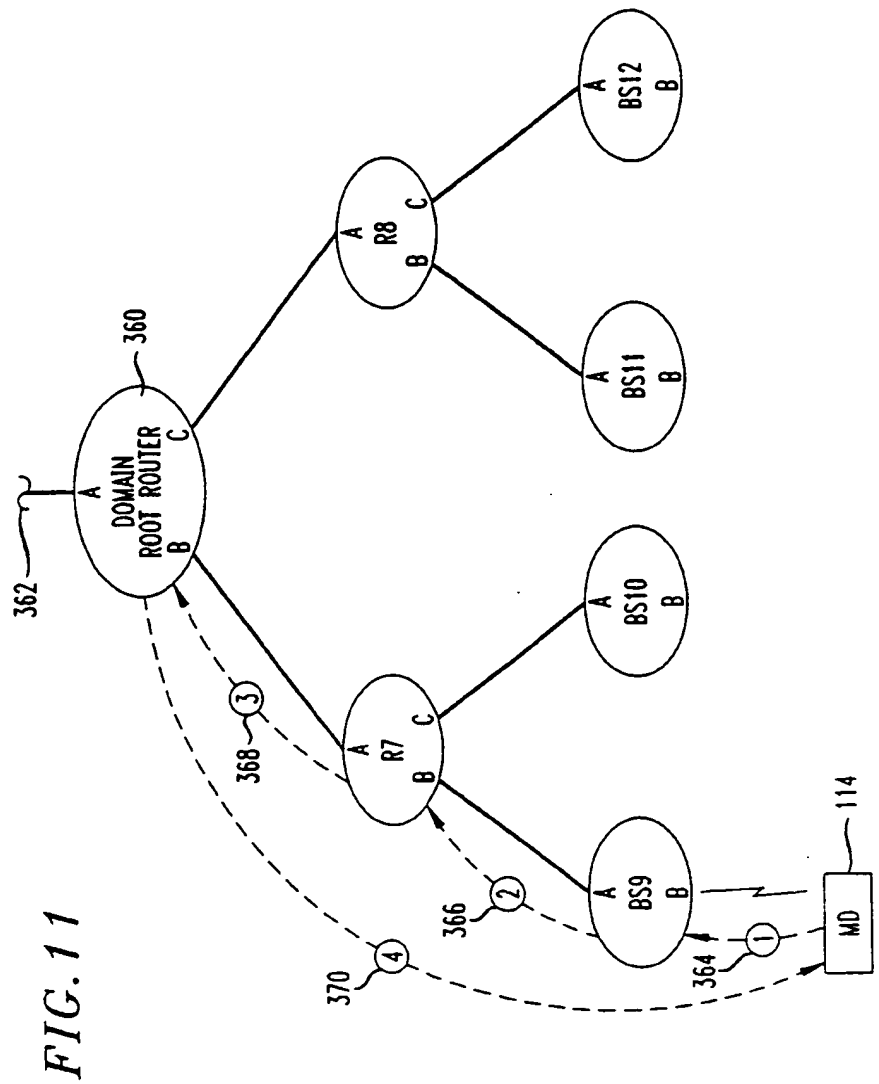 FIG.11
362
360
A
DOMAIN
ROOT ROUTER
B
C
370
4
368
3
A
R7
B
C
A
R8
B
C
366
2
364
1
A
BS9
B
A
BS10
B
A
BS11
B
A
BS12
B
MD
114